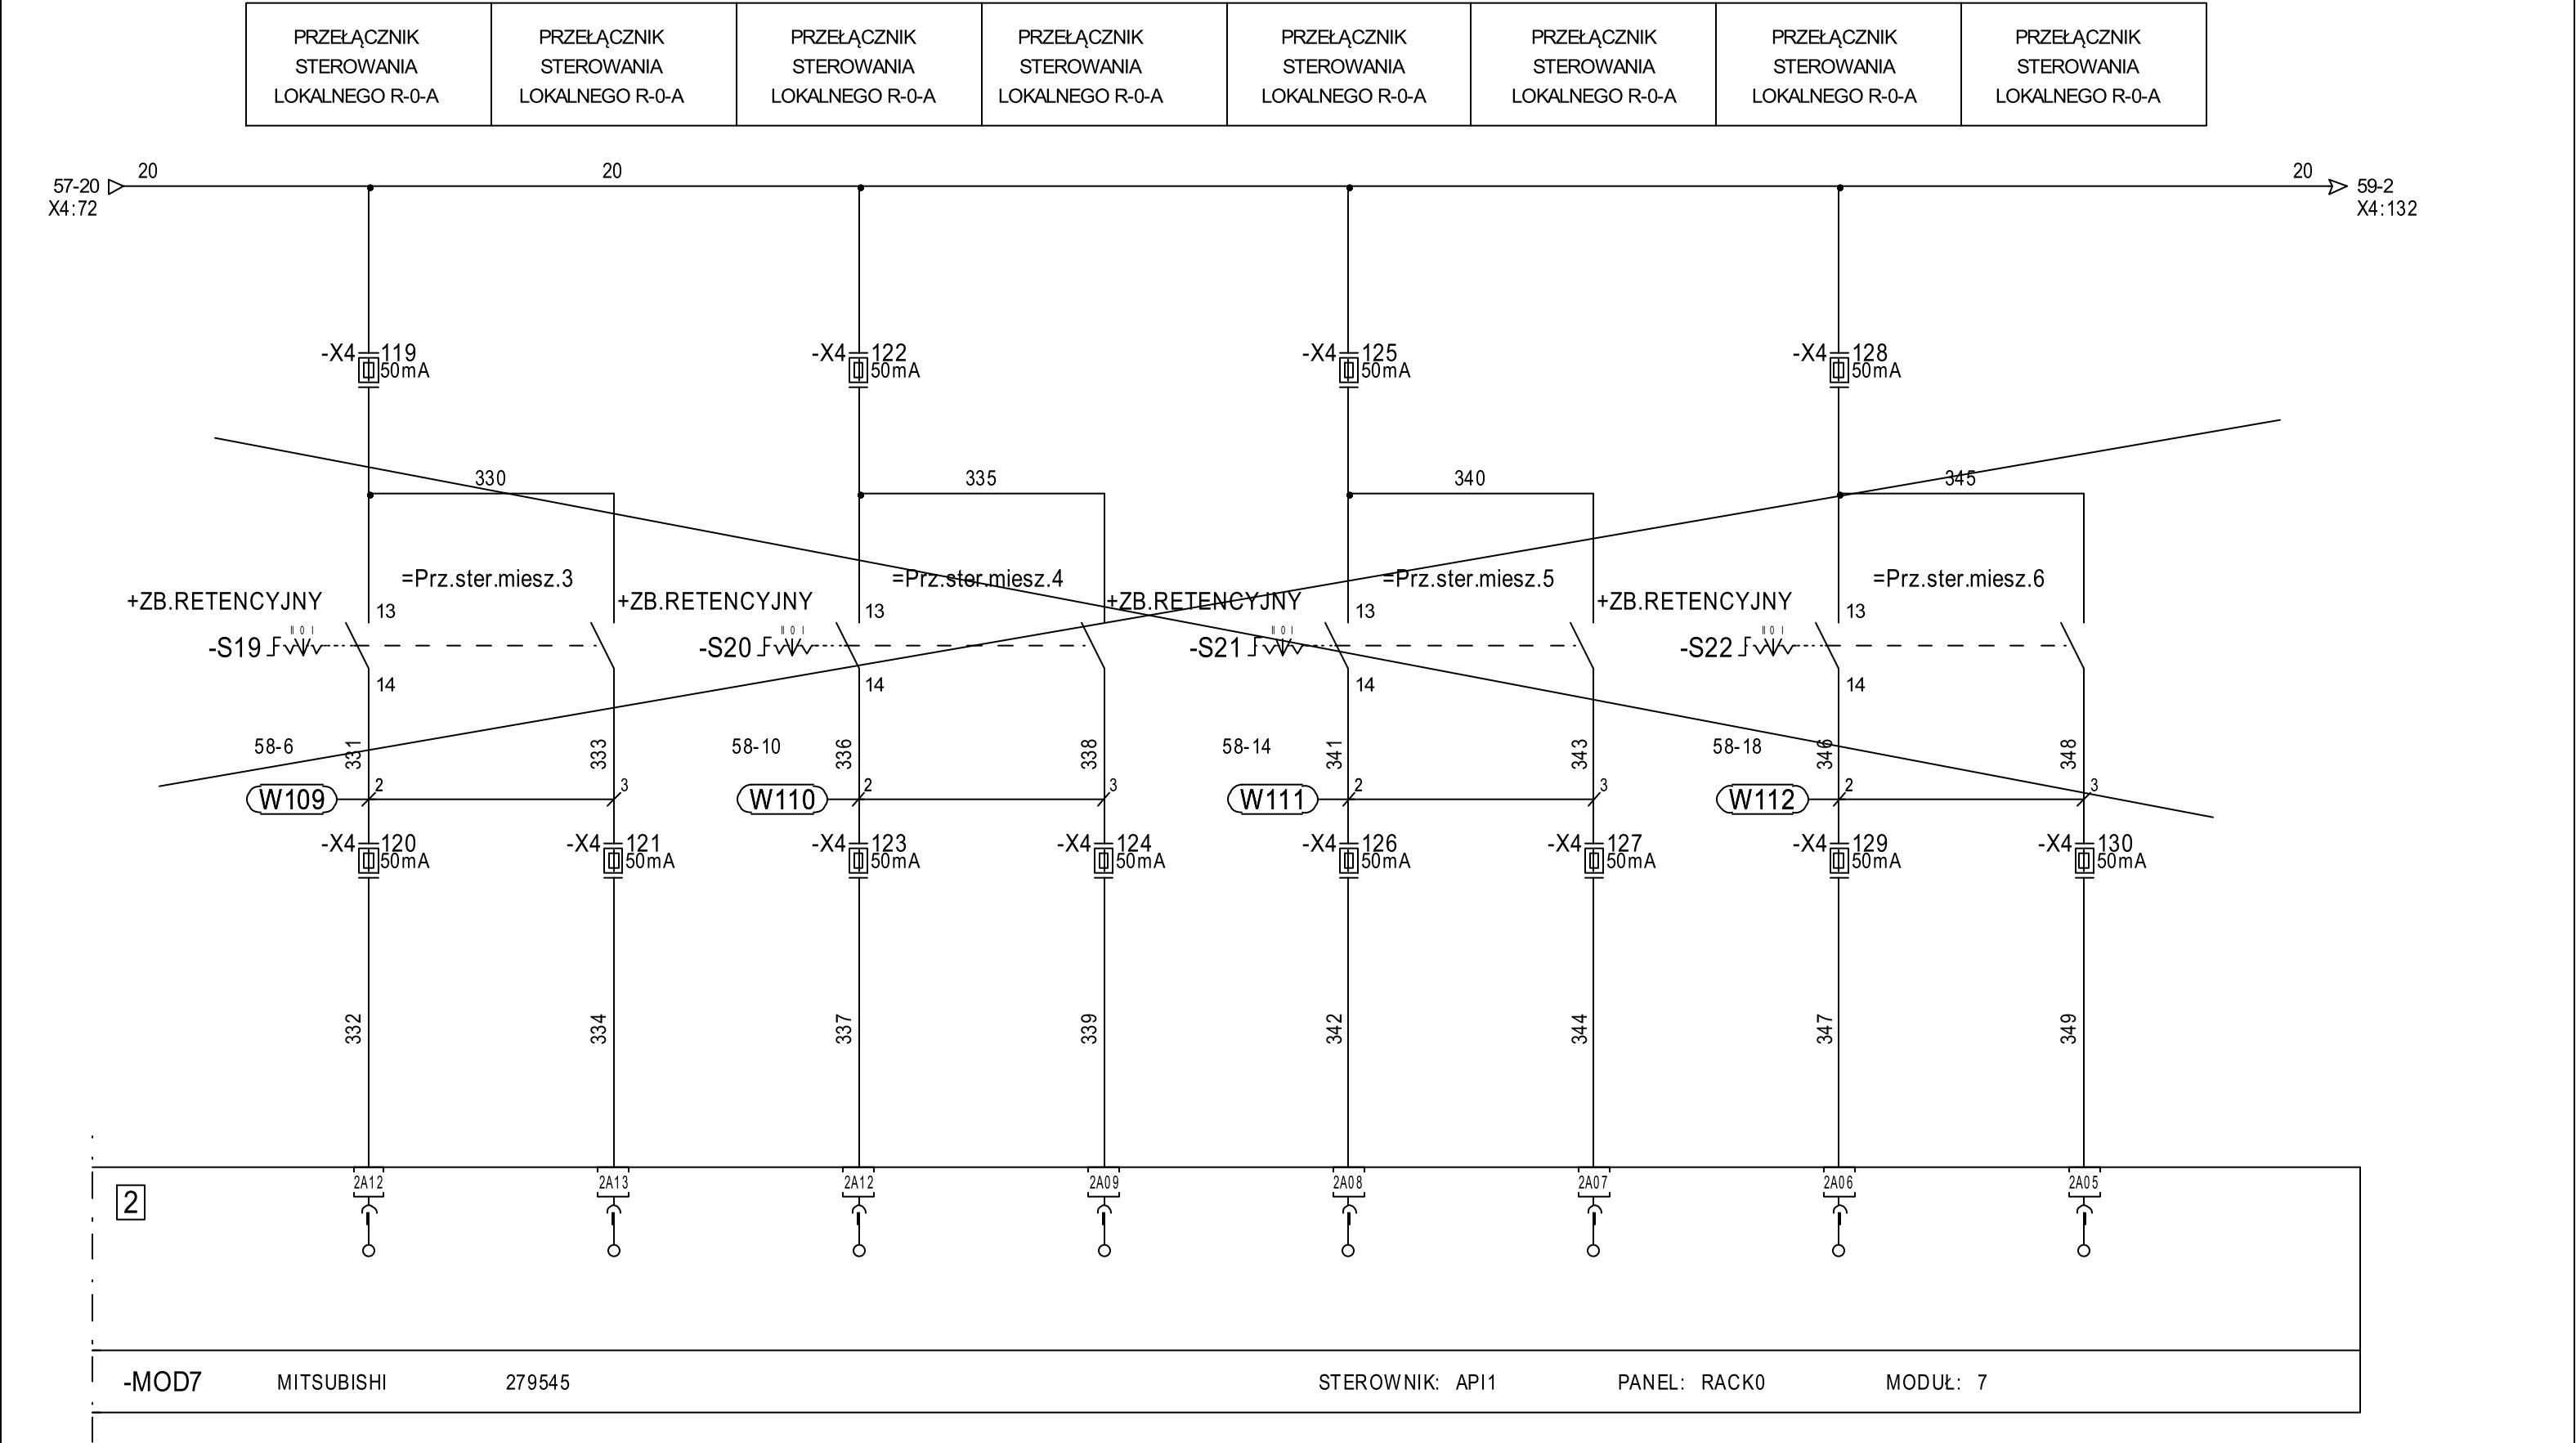 PRZEŁĄCZNIK STEROWANIA LOKALNEGO R-0-A
PRZEŁĄCZNIK STEROWANIA LOKALNEGO R-0-A
PRZEŁĄCZNIK STEROWANIA LOKALNEGO R-0-A
PRZEŁĄCZNIK STEROWANIA LOKALNEGO R-0-A
PRZEŁĄCZNIK STEROWANIA LOKALNEGO R-0-A
PRZEŁĄCZNIK STEROWANIA LOKALNEGO R-0-A
PRZEŁĄCZNIK STEROWANIA LOKALNEGO R-0-A
PRZEŁĄCZNIK STEROWANIA LOKALNEGO R-0-A
20 20 20
57-20 59-2
X4:72 X4:132
-X4 119 -X4 122 -X4 125 -X4 128
50mA 50mA 50mA 50mA
330 335 340 345
=Prz.ster.miesz.3 =Prz.ster.miesz.4 =Prz.ster.miesz.5 =Prz.ster.miesz.6
+ZB.RETENCYJNY +ZB.RETENCYJNY +ZB.RETENCYJNY +ZB.RETENCYJNY
13 13 13 13
II 0 I II 0 I II 0 I II 0 I
-S19 -S20 -S21 -S22
14 14 14 14
58-6 331 333 58-10 336 338 58-14 341 343 58-18 346 348
2 3 2 3 2 3 2 3
W109 W110 W111 W112
-X4 120 -X4 121 -X4 123 -X4 124 -X4 126 -X4 127 -X4 129 -X4 130
50mA 50mA 50mA 50mA 50mA 50mA 50mA 50mA
332 334 337 339 342 344 347 349
2A12 2A13 2A12 2A09 2A08 2A07 2A06 2A05
2
-MOD7 MITSUBISHI 279545 STEROWNIK: API1 PANEL: RACK0 MODUŁ: 7